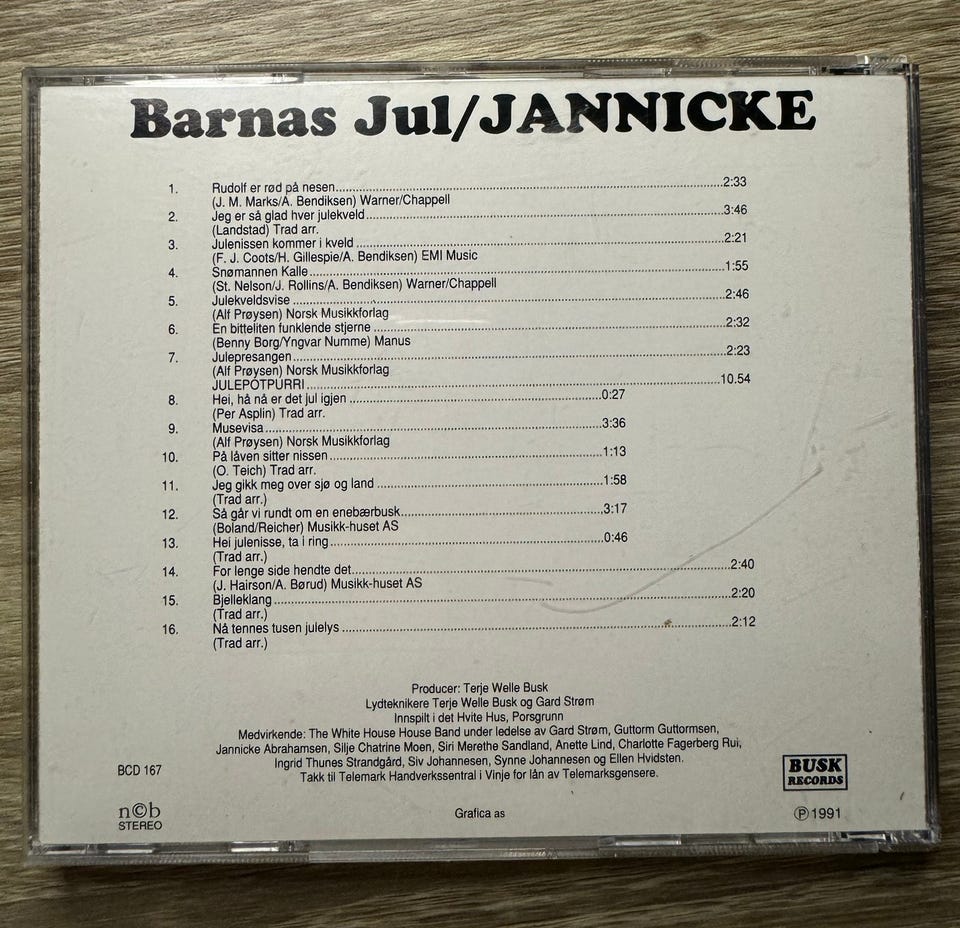 Barnas Jul/JANNICKE
1. Rudolf er rød på nesen........2:33
(J. M. Marks/A. Bendiksen) Warner/Chappell
2. Jeg er så glad hver julekveld........3:46
(Landstad) Trad arr.
3. Julenissen kommer i kveld........2:21
(F. J. Coots/H. Gillespie/A. Bendiksen) EMI Music
4. Snømannen Kalle........1:55
(St. Nelson/J. Rollins/A. Bendiksen) Warner/Chappell
5. Julekveldsvise........2:46
(Alf Prøysen) Norsk Musikkforlag
6. En bitteliten funklende stjerne........2:32
(Benny Borg/Yngvar Numme) Manus
7. Julepresangen........2:23
(Alf Prøysen) Norsk Musikkforlag
JULEPOTPURRI........10.54
8. Hei, hå nå er det jul igjen........0:27
(Per Asplin) Trad arr.
9. Musevisa........3:36
(Alf Prøysen) Norsk Musikkforlag
10. På låven sitter nissen........1:13
(O. Teich) Trad arr.
11. Jeg gikk meg over sjø og land........1:58
(Trad arr.)
12. Så går vi rundt om en enebærbusk........3:17
(Boland/Reicher) Musikk-huset AS
13. Hei julenisse, ta i ring........0:46
(Trad arr.)
14. For lenge side hendte det........2:40
(J. Hairson/A. Børud) Musikk-huset AS
15. Bjelleklang........2:20
(Trad arr.)
16. Nå tennes tusen julelys........2:12
(Trad arr.)
Producer: Terje Welle Busk
Lydteknikere Terje Welle Busk og Gard Strøm
Innspilt i det Hvite Hus, Porsgrunn
Medvirkende: The White House House Band under ledelse av Gard Strøm, Guttorm Guttormsen,
Jannicke Abrahamsen, Silje Chatrine Moen, Siri Merethe Sandland, Anette Lind, Charlotte Fagerberg Rui,
Ingrid Thunes Strandgård, Siv Johannesen, Synne Johannesen og Ellen Hvidsten.
Takk til Telemark Handverkssentral i Vinje for lån av Telemarksgensere.
BCD 167
BUSK
RECORDS
n©b
STEREO
Grafica as
℗ 1991